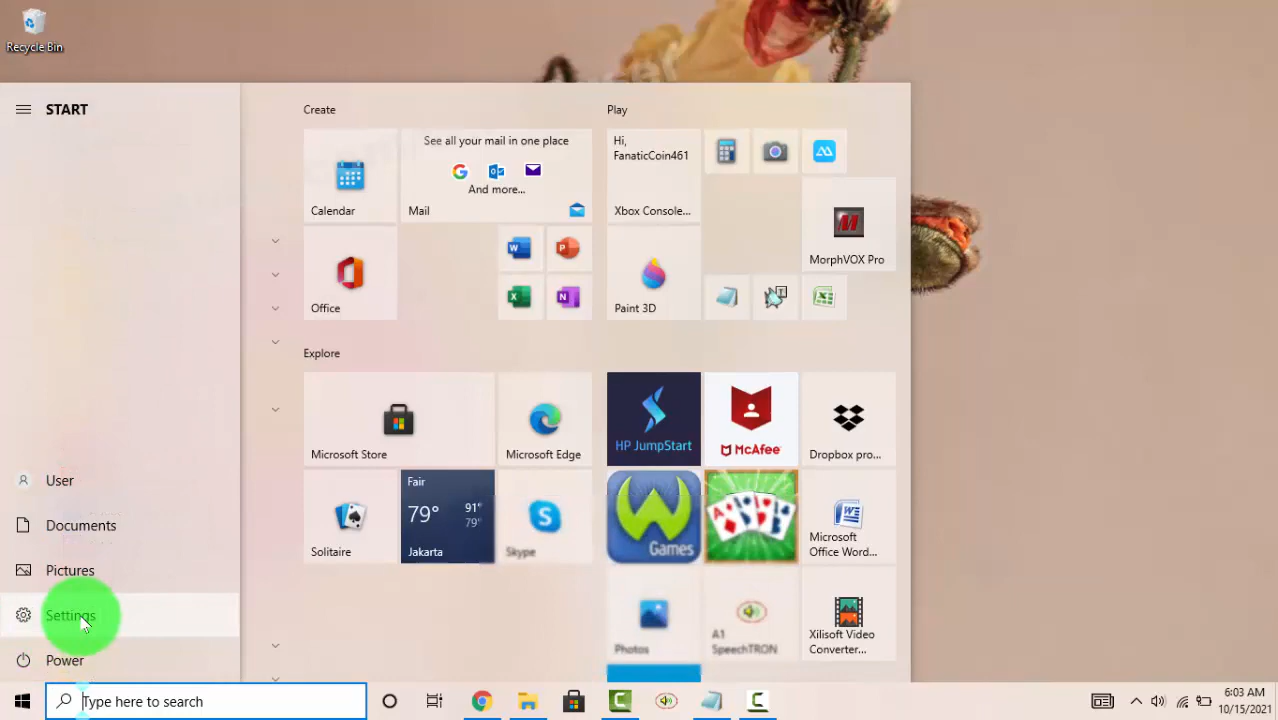 Recycle Bin
START
User
Documents
Pictures
Settings
Power
Create
Calendar
See all your mail in one place
And more...
Mail
Office
Explore
Microsoft Store
Microsoft Edge
Solitaire
Fair
79° 91°
79°
Jakarta
Skype
Play
Hi,
FanaticCoin461
Xbox Console...
MorphVOX Pro
Paint 3D
HP JumpStart
McAfee
Dropbox pro...
Games
Microsoft
Office Word...
Photos
A1
SpeechTRON
Xilisoft Video
Converter...
Type here to search
6:03 AM
10/15/2021